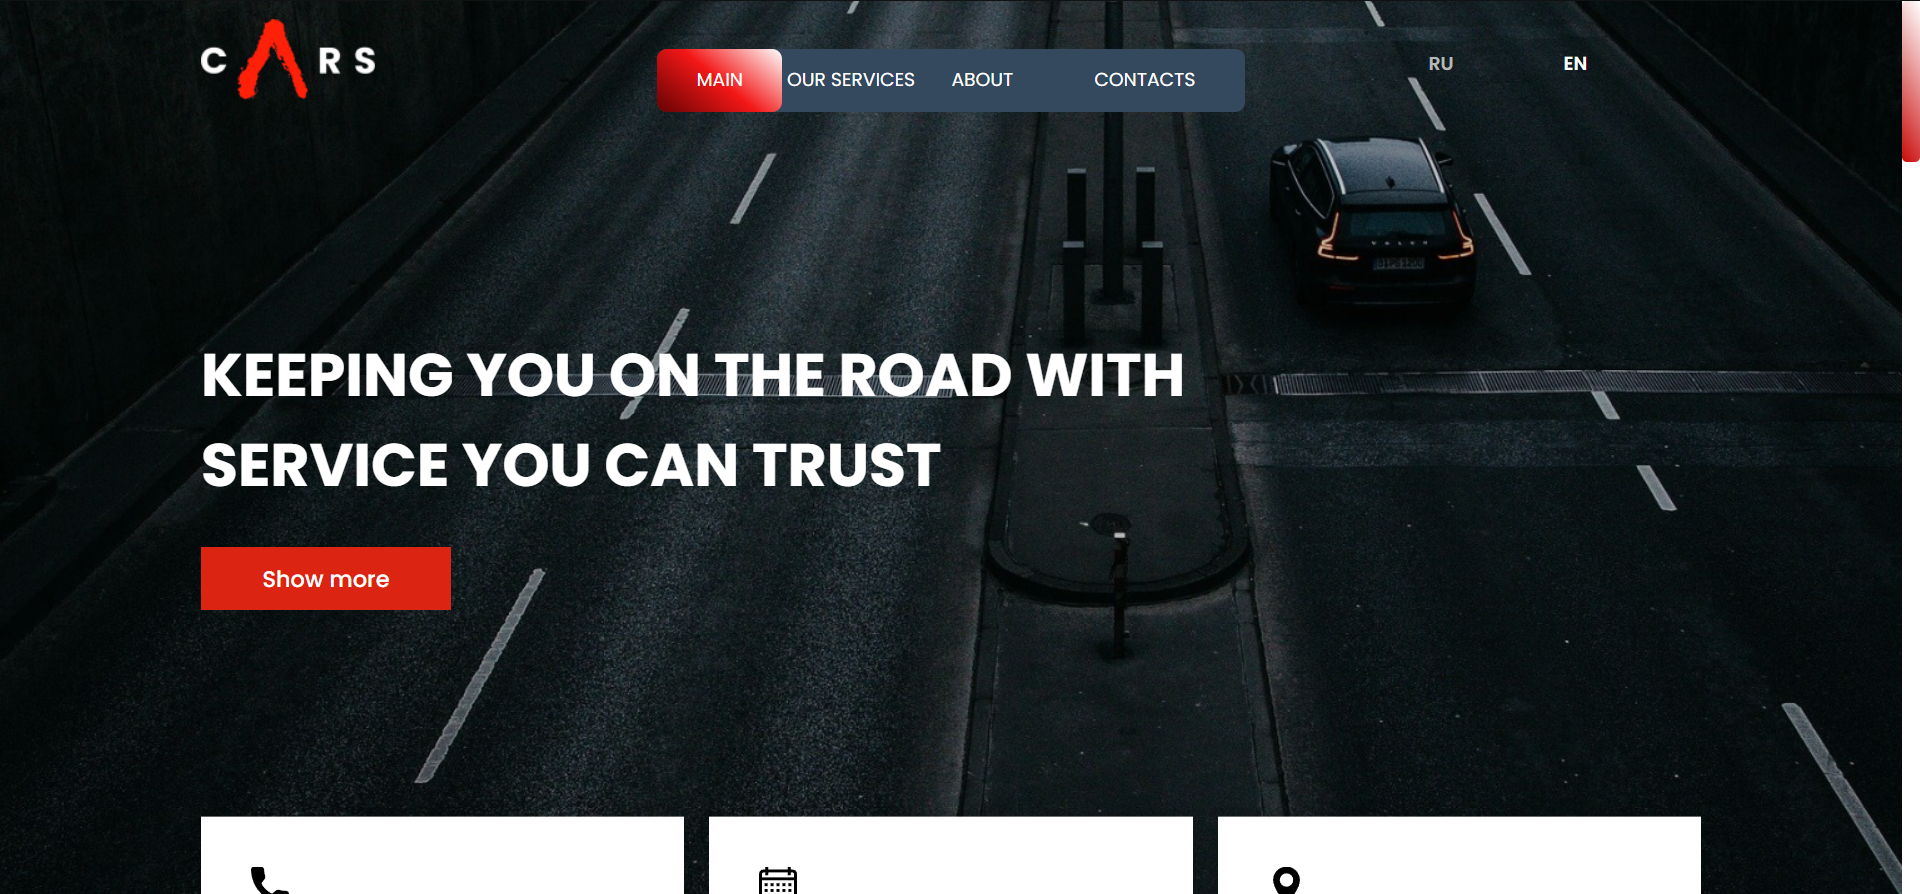 CARS
MAIN
OUR SERVICES
ABOUT
CONTACTS
RU
EN
VOLVO
KEEPING YOU ON THE ROAD WITH
SERVICE YOU CAN TRUST
Show more